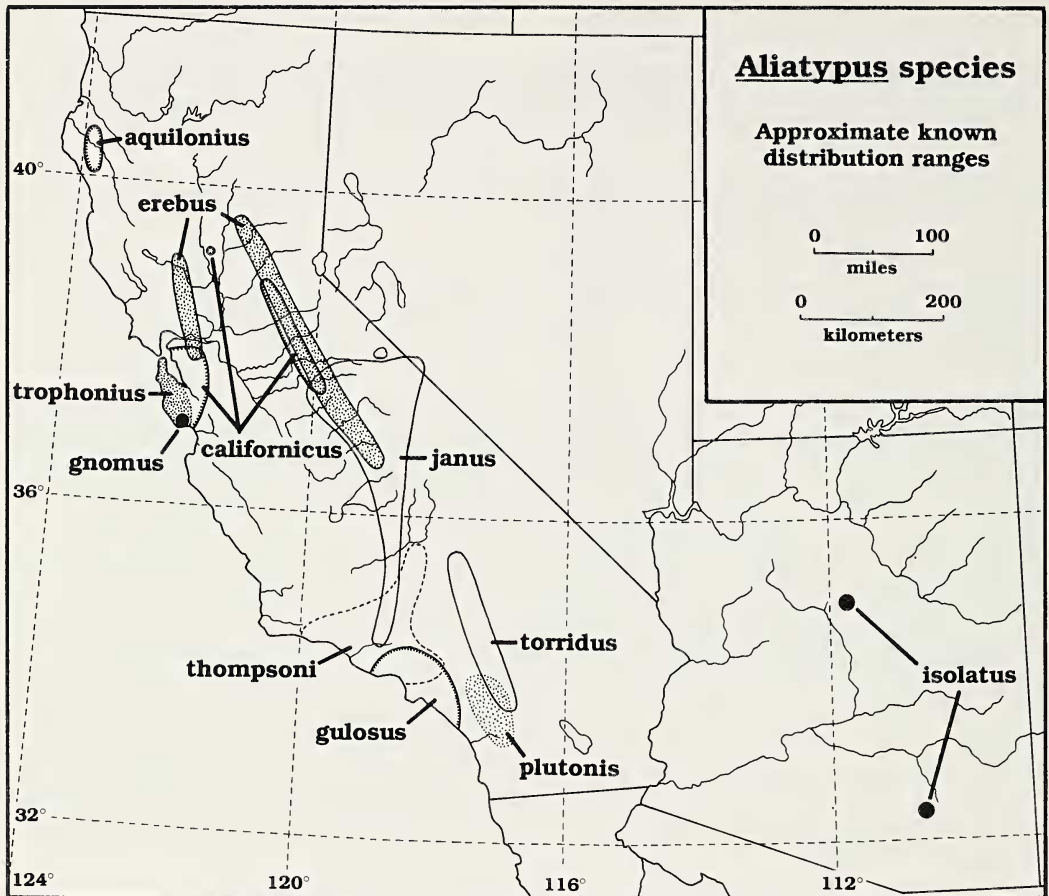 Aliatypus species
Approximate known
distribution ranges
0 100
miles
0 200
kilometers
aquilonius
40°
erebus
trophonius
californicus
gnomus
janus
36°
torridus
thompsoni
isolatus
gulosus
plutonis
32°
124°
120°
116°
112°